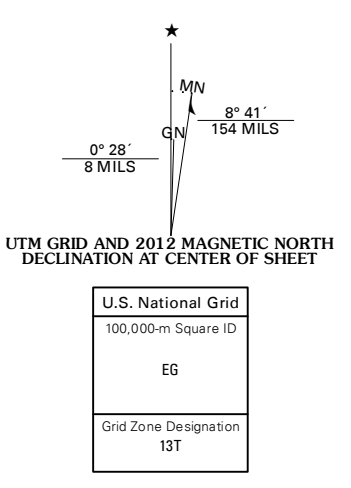 ★
MN
GN
8° 41´
154 MILS
0° 28´
8 MILS
UTM GRID AND 2012 MAGNETIC NORTH
DECLINATION AT CENTER OF SHEET
U.S. National Grid
100,000-m Square ID
EG
Grid Zone Designation
13T